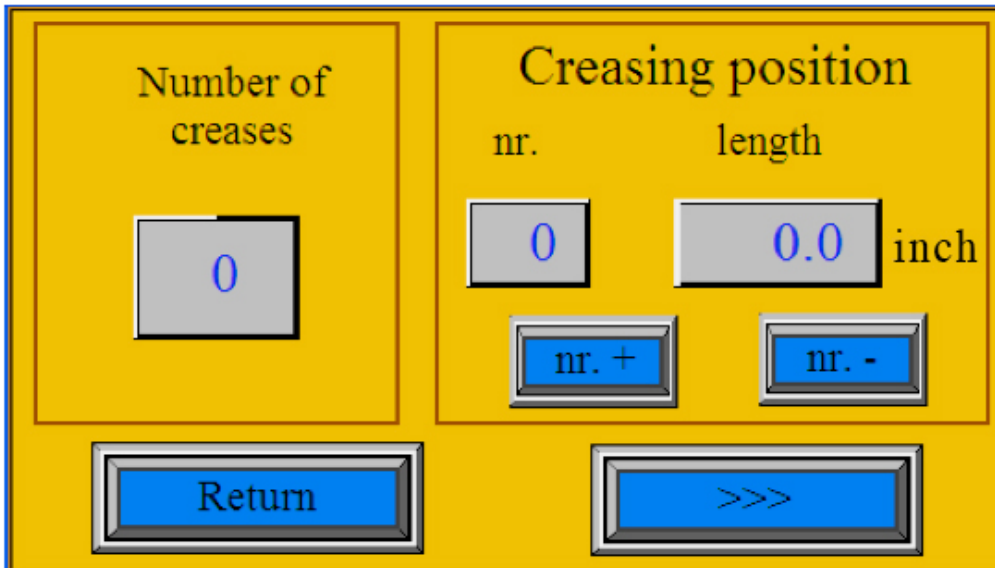 Number of
creases
0
Creasing position
nr.
length
0
0.0
inch
nr. +
nr. -
Return
>>>